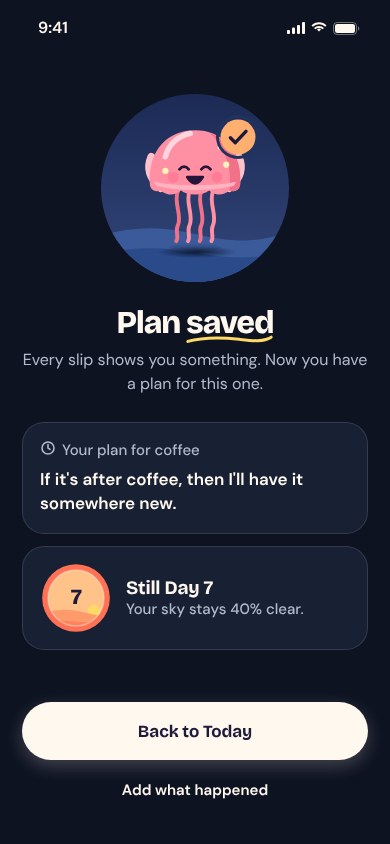 9:41
Plan saved
Every slip shows you something. Now you have
a plan for this one.
Your plan for coffee
If it's after coffee, then I'll have it
somewhere new.
7
Still Day 7
Your sky stays 40% clear.
Back to Today
Add what happened